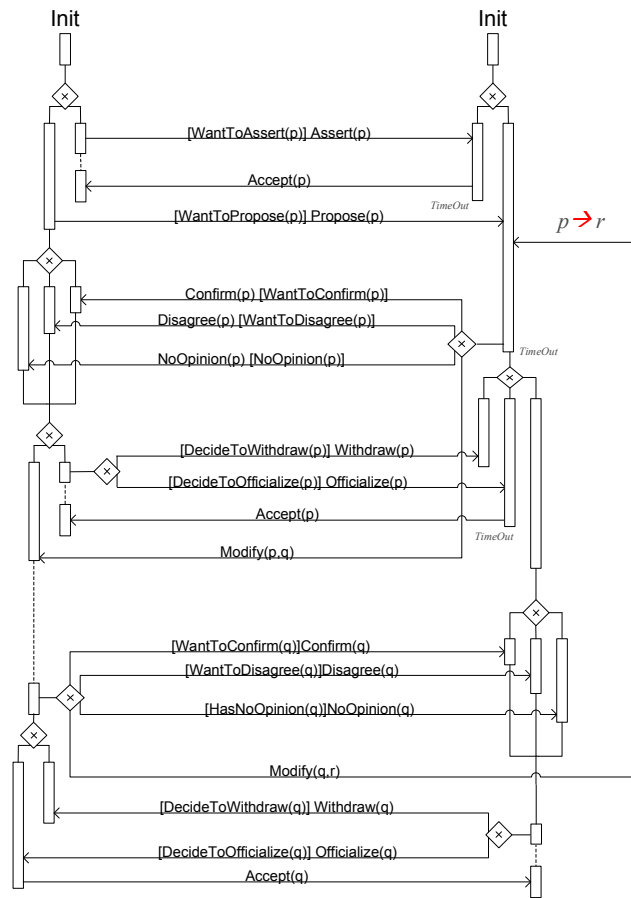 Init
Init
[WantToAssert(p)] Assert(p)
Accept(p)
TimeOut
[WantToPropose(p)] Propose(p)
p → r
Confirm(p) [WantToConfirm(p)]
Disagree(p) [WantToDisagree(p)]
NoOpinion(p) [NoOpinion(p)]
TimeOut
[DecideToWithdraw(p)] Withdraw(p)
[DecideToOfficialize(p)] Officialize(p)
Accept(p)
TimeOut
Modify(p,q)
[WantToConfirm(q)]Confirm(q)
[WantToDisagree(q)]Disagree(q)
[HasNoOpinion(q)]NoOpinion(q)
Modify(q,r)
[DecideToWithdraw(q)] Withdraw(q)
[DecideToOfficialize(q)] Officialize(q)
Accept(q)